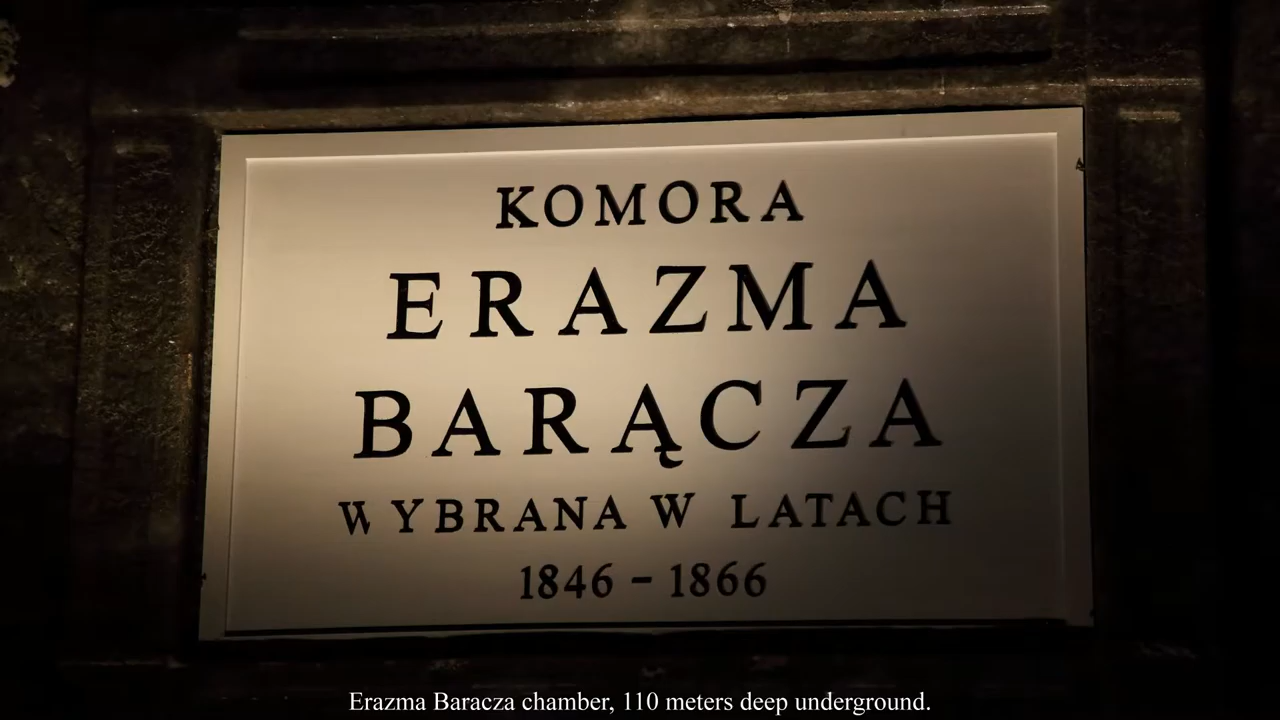 KOMORA
ERAZMA
BARĄCZA
WYBRANA W LATACH
1846 - 1866
Erazma Baracza chamber, 110 meters deep underground.